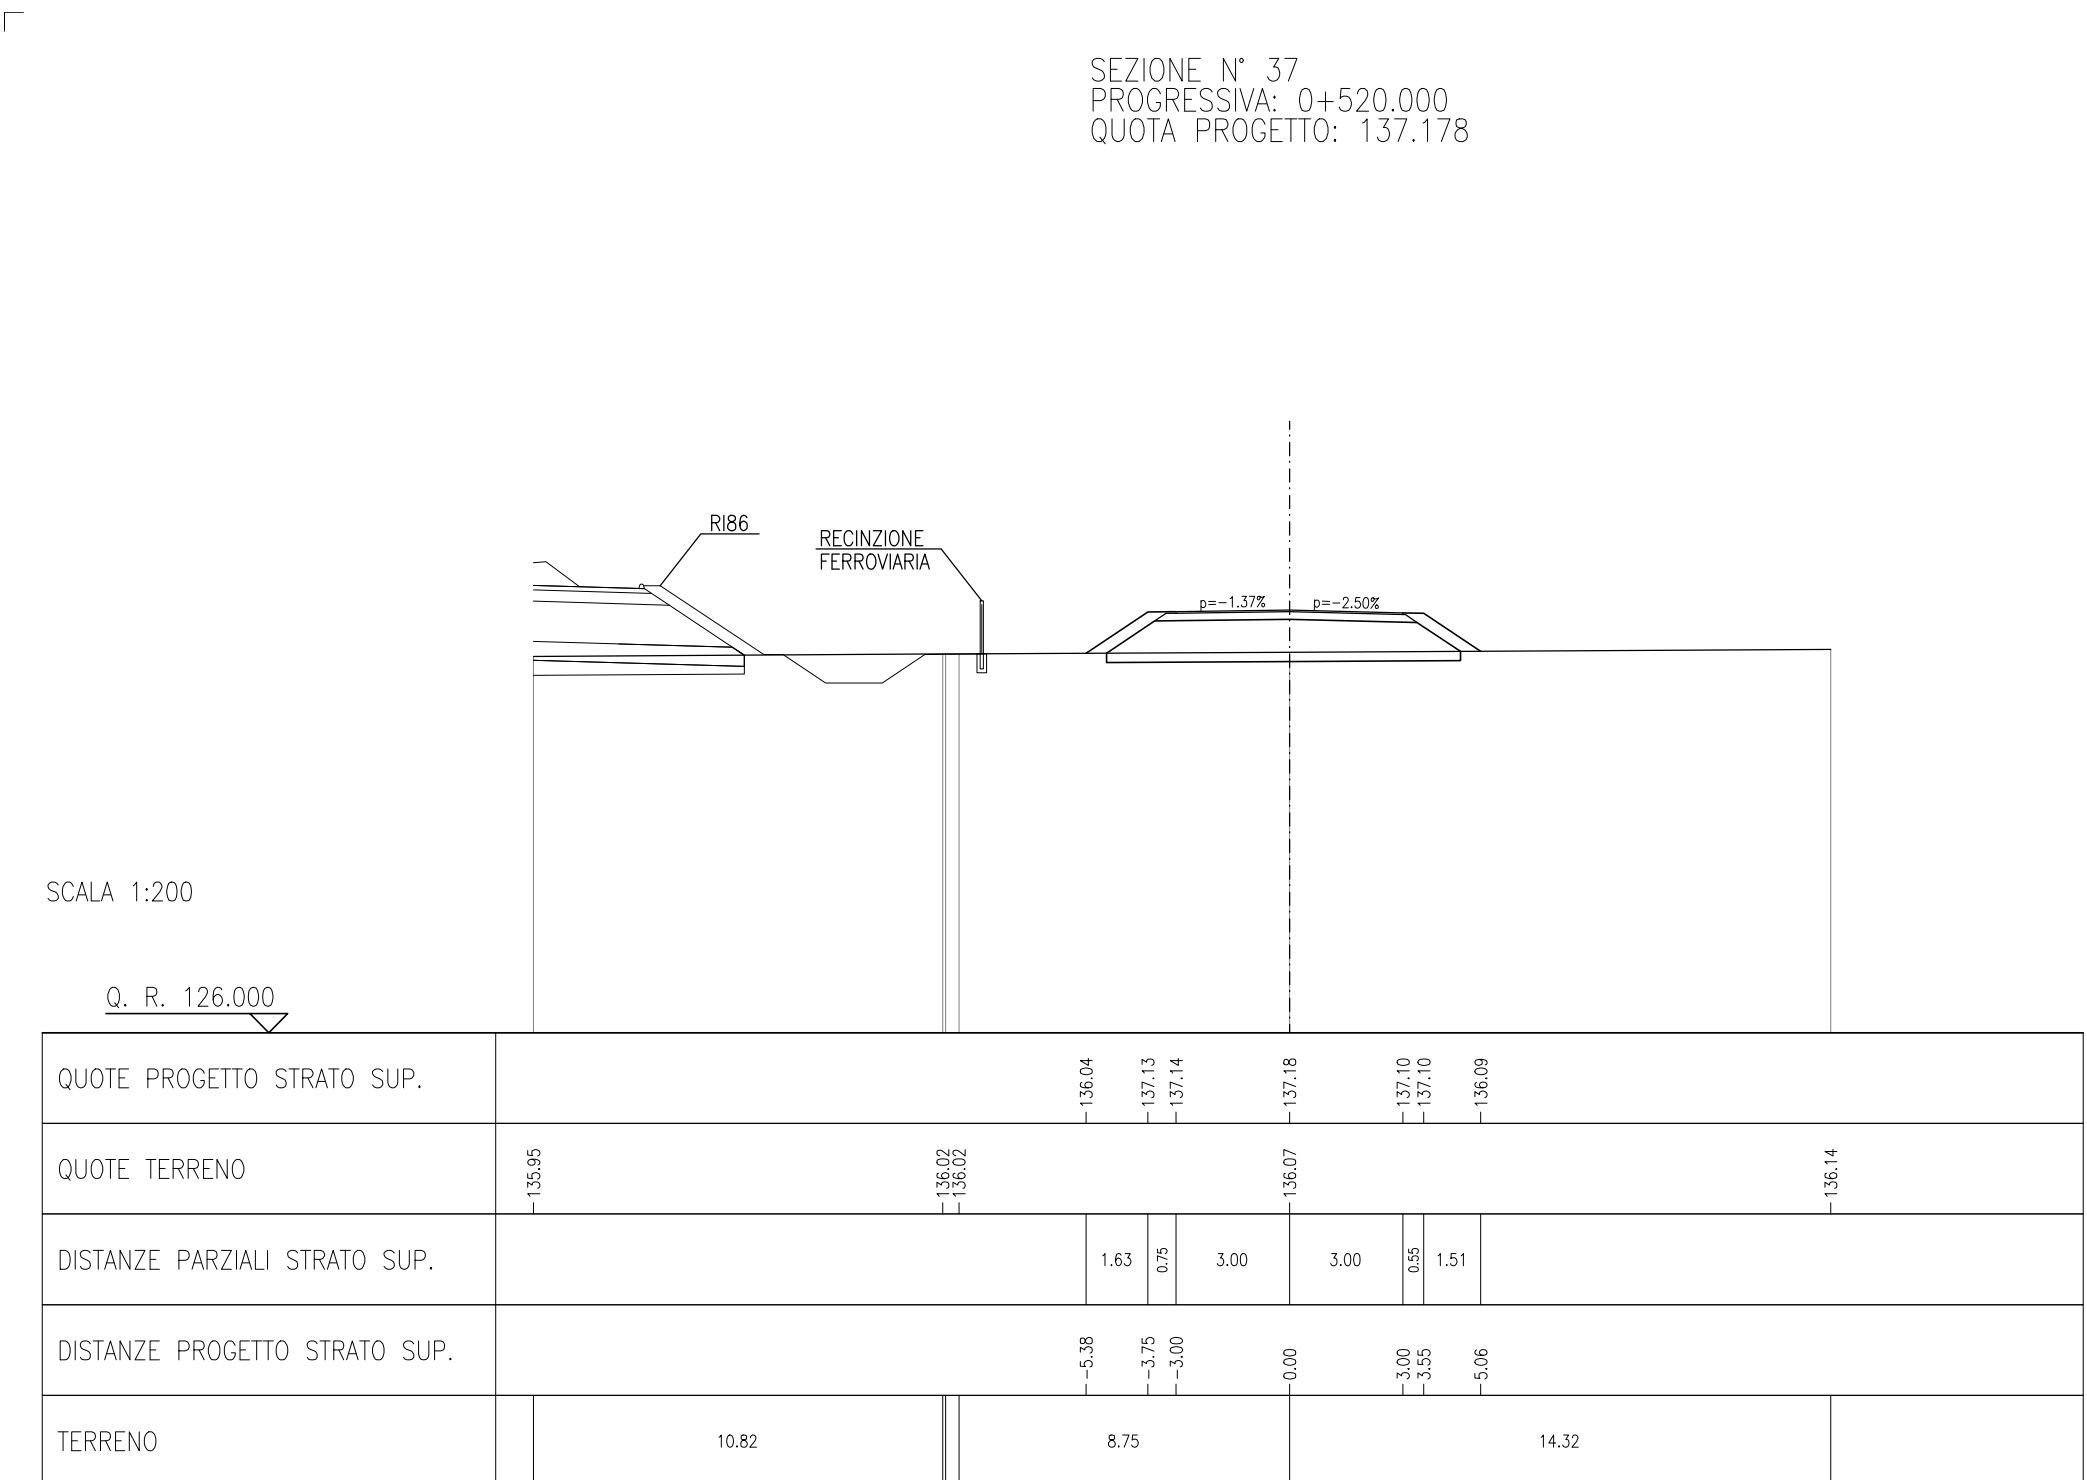 SEZIONE N° 37
PROGRESSIVA: 0+520.000
QUOTA PROGETTO: 137.178
RI86
RECINZIONE
FERROVIARIA
p=-1.37% p=-2.50%
SCALA 1:200
Q. R. 126.000
QUOTE PROGETTO STRATO SUP. 136.04 137.13 137.14 137.18 137.10 137.10 136.09
QUOTE TERRENO 135.95 136.02 136.02 136.07 136.14
DISTANZE PARZIALI STRATO SUP. 1.63 0.75 3.00 3.00 0.55 1.51
DISTANZE PROGETTO STRATO SUP. -5.38 -3.75 -3.00 0.00 3.00 3.55 5.06
TERRENO 10.82 8.75 14.32